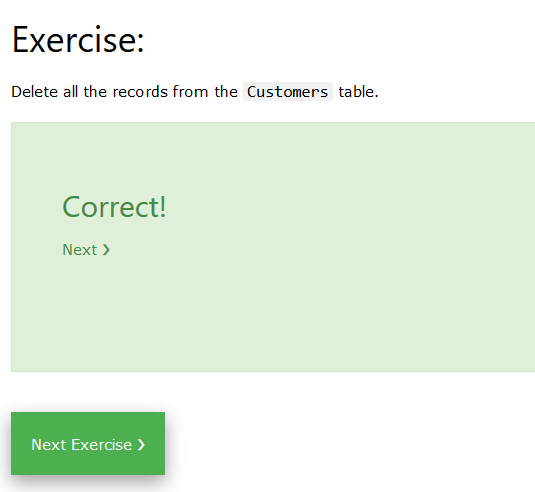 Exercise:
Delete all the records from the Customers table.
Correct!
Next ❯
Next Exercise ❯